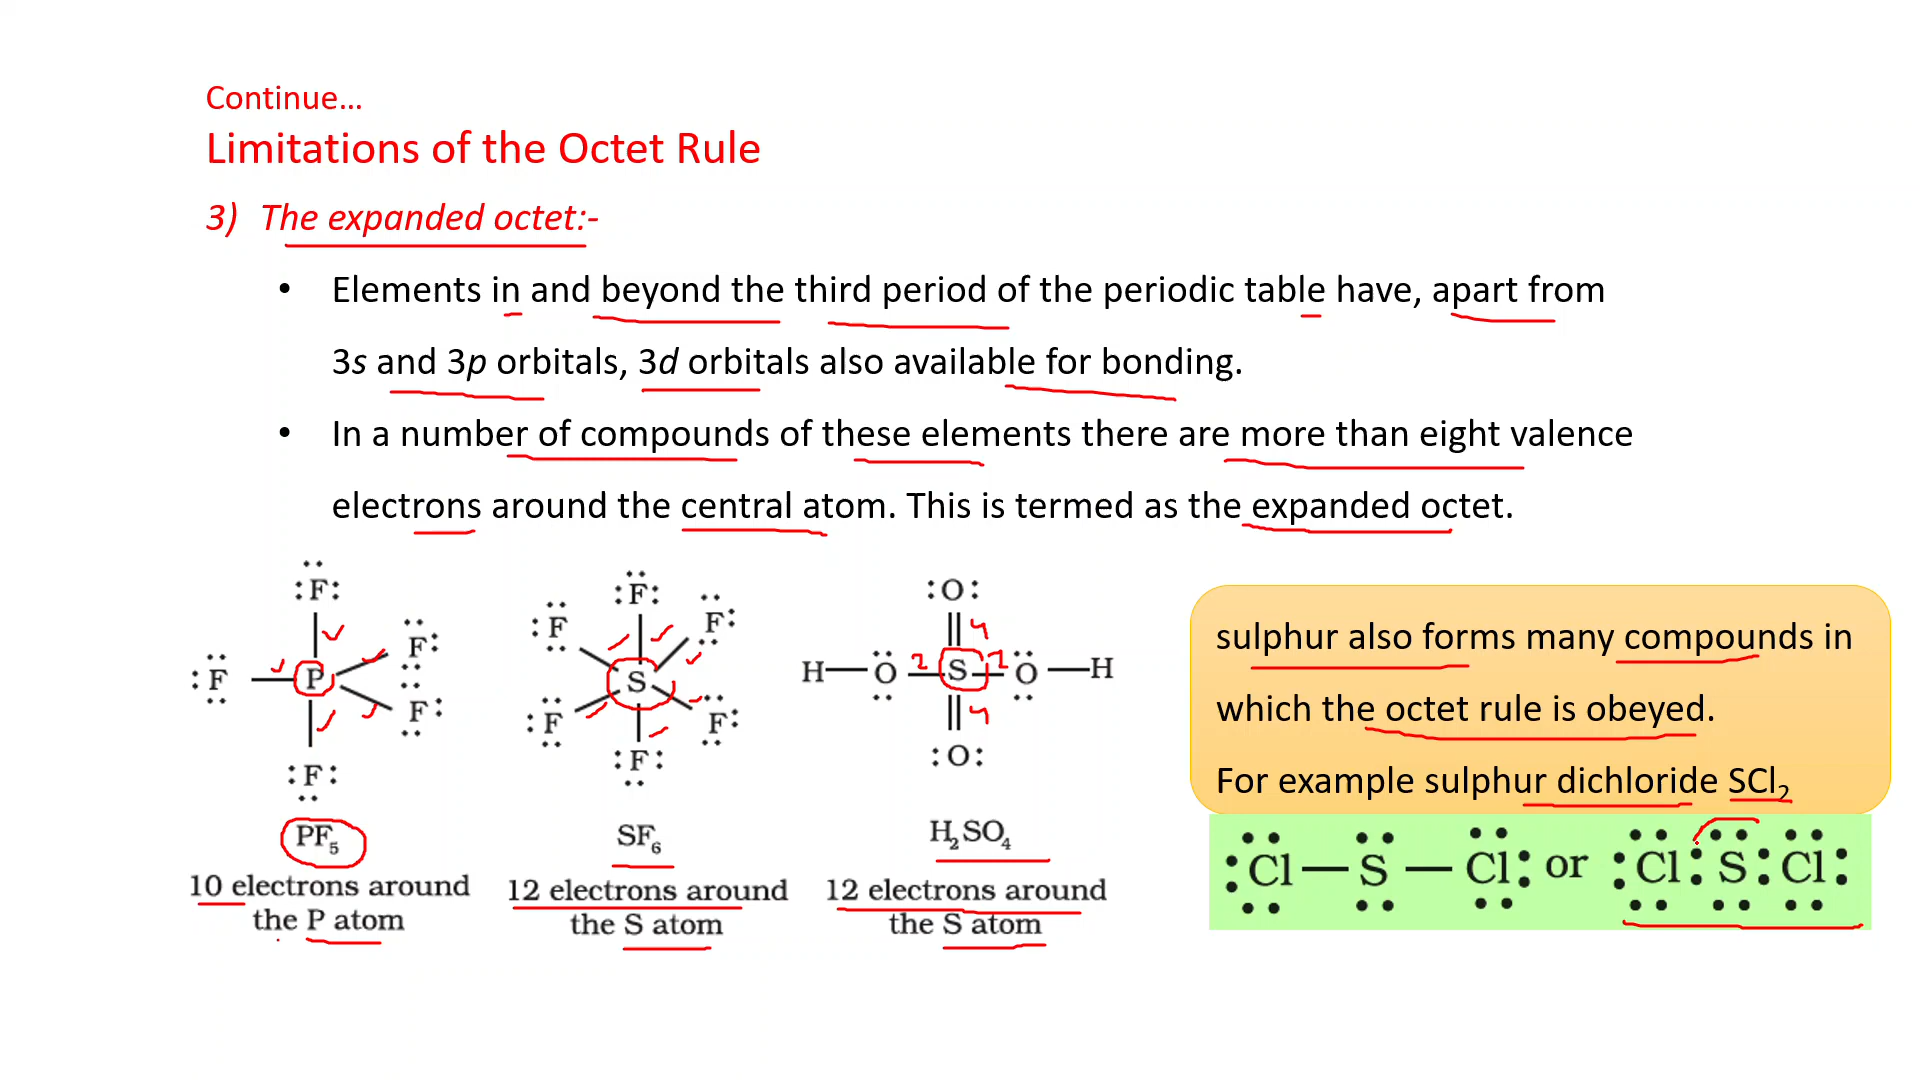 Continue...
Limitations of the Octet Rule
3) The expanded octet:-
• Elements in and beyond the third period of the periodic table have, apart from
3s and 3p orbitals, 3d orbitals also available for bonding.
• In a number of compounds of these elements there are more than eight valence
electrons around the central atom. This is termed as the expanded octet.
:F:
F:
:F P
F:
:F:
PF5
10 electrons around
the P atom
:F:
:F F:
S
:F F:
:F:
SF6
12 electrons around
the S atom
:O:
4
H—O 2 S 2 O—H
4
:O:
H2SO4
12 electrons around
the S atom
sulphur also forms many compounds in
which the octet rule is obeyed.
For example sulphur dichloride SCl2
:Cl — S — Cl: or :Cl:S:Cl: